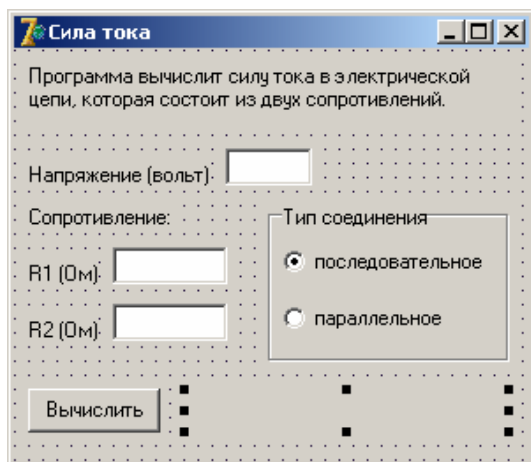 Сила тока
Программа вычислит силу тока в электрической
цепи, которая состоит из двух сопротивлений.
Напряжение (вольт)
Сопротивление:
Тип соединения
R1 (Ом)
последовательное
R2 (Ом)
параллельное
Вычислить